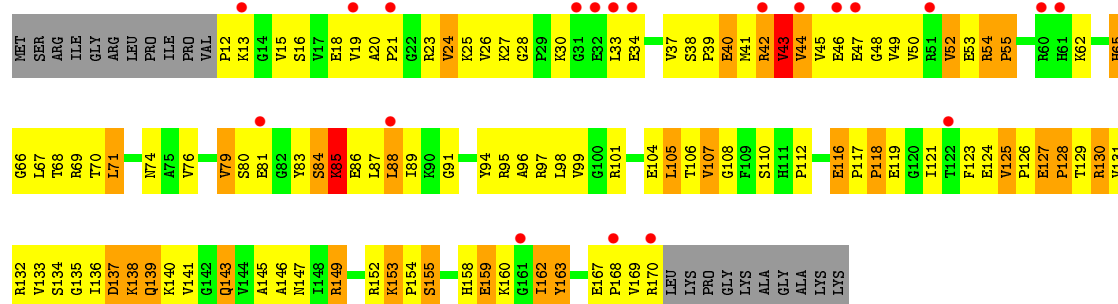 MET SER ARG ILE GLY ARG LEU PRO ILE PRO VAL P12 K13 G14 V15 S16 V17 E18 V19 A20 P21 G22 R23 V24 K25 V26 K27 G28 P29 K30 G31 E32 L33 E34 V37 S38 P39 E40 M41 R42 V43 V44 V45 E46 E47 G48 V49 V50 R51 V52 E53 R54 P55 R60 H61 K62 H65
G66 L67 T68 R69 T70 L71 N74 A75 V76 V79 S80 E81 G82 Y83 S84 K85 E86 L87 L88 I89 K90 G91 Y94 R95 A96 R97 L98 V99 G100 R101 E104 L105 T106 V107 G108 F109 S110 H111 P112 E116 P117 P118 E119 G120 I121 T122 F123 E124 V125 P126 E127 P128 T129 R130 V131
R132 V133 S134 G135 I136 D137 K138 Q139 K140 V141 G142 Q143 V144 A145 A146 N147 I148 R149 R152 K153 P154 S155 H158 E159 K160 G161 I162 Y163 E167 P168 V169 R170 LEU LYS PRO GLY LYS ALA GLY ALA LYS LYS